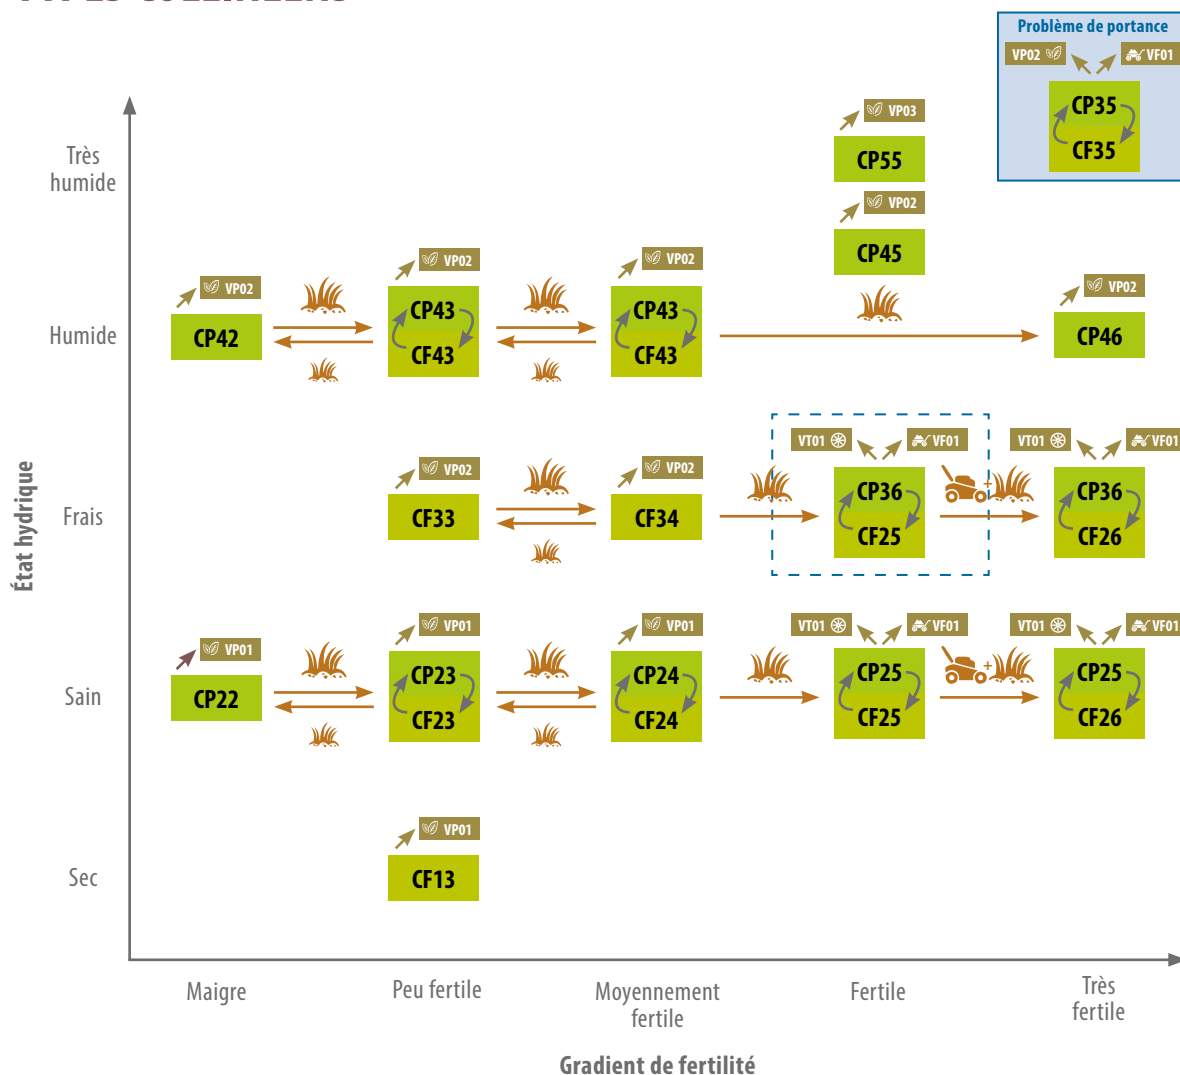 Problème de portance
VP02
VF01
CP35
CF35
VP03
CP55
Très
humide
VP02
CP45
VP02
VP02
VP02
VP02
CP42
CP43
CF43
CP43
CF43
CP46
Humide
État hydrique
VP02
VP02
VT01
VF01
VT01
VF01
Frais
CF33
CF34
CP36
CF25
+
CP36
CF26
VP01
VP01
VP01
VT01
VF01
VT01
VF01
Sain
CP22
CP23
CF23
CP24
CF24
CP25
CF25
+
CP25
CF26
VP01
Sec
CF13
Maigre
Peu fertile
Moyennement
fertile
Fertile
Très
fertile
Gradient de fertilité